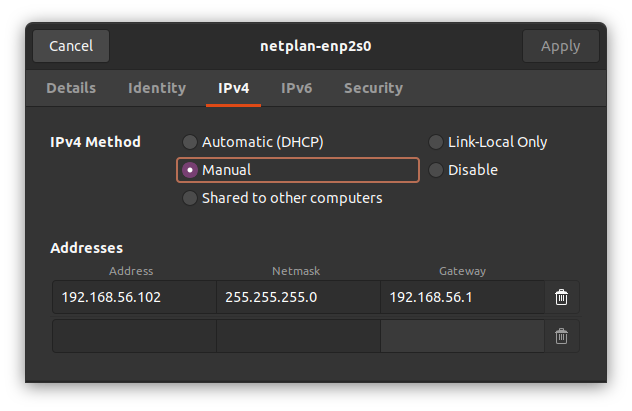 Cancel netplan-enp2s0 Apply
Details Identity IPv4 IPv6 Security
IPv4 Method Automatic (DHCP) Link-Local Only
Manual Disable
Shared to other computers
Addresses
Address Netmask Gateway
192.168.56.102 255.255.255.0 192.168.56.1